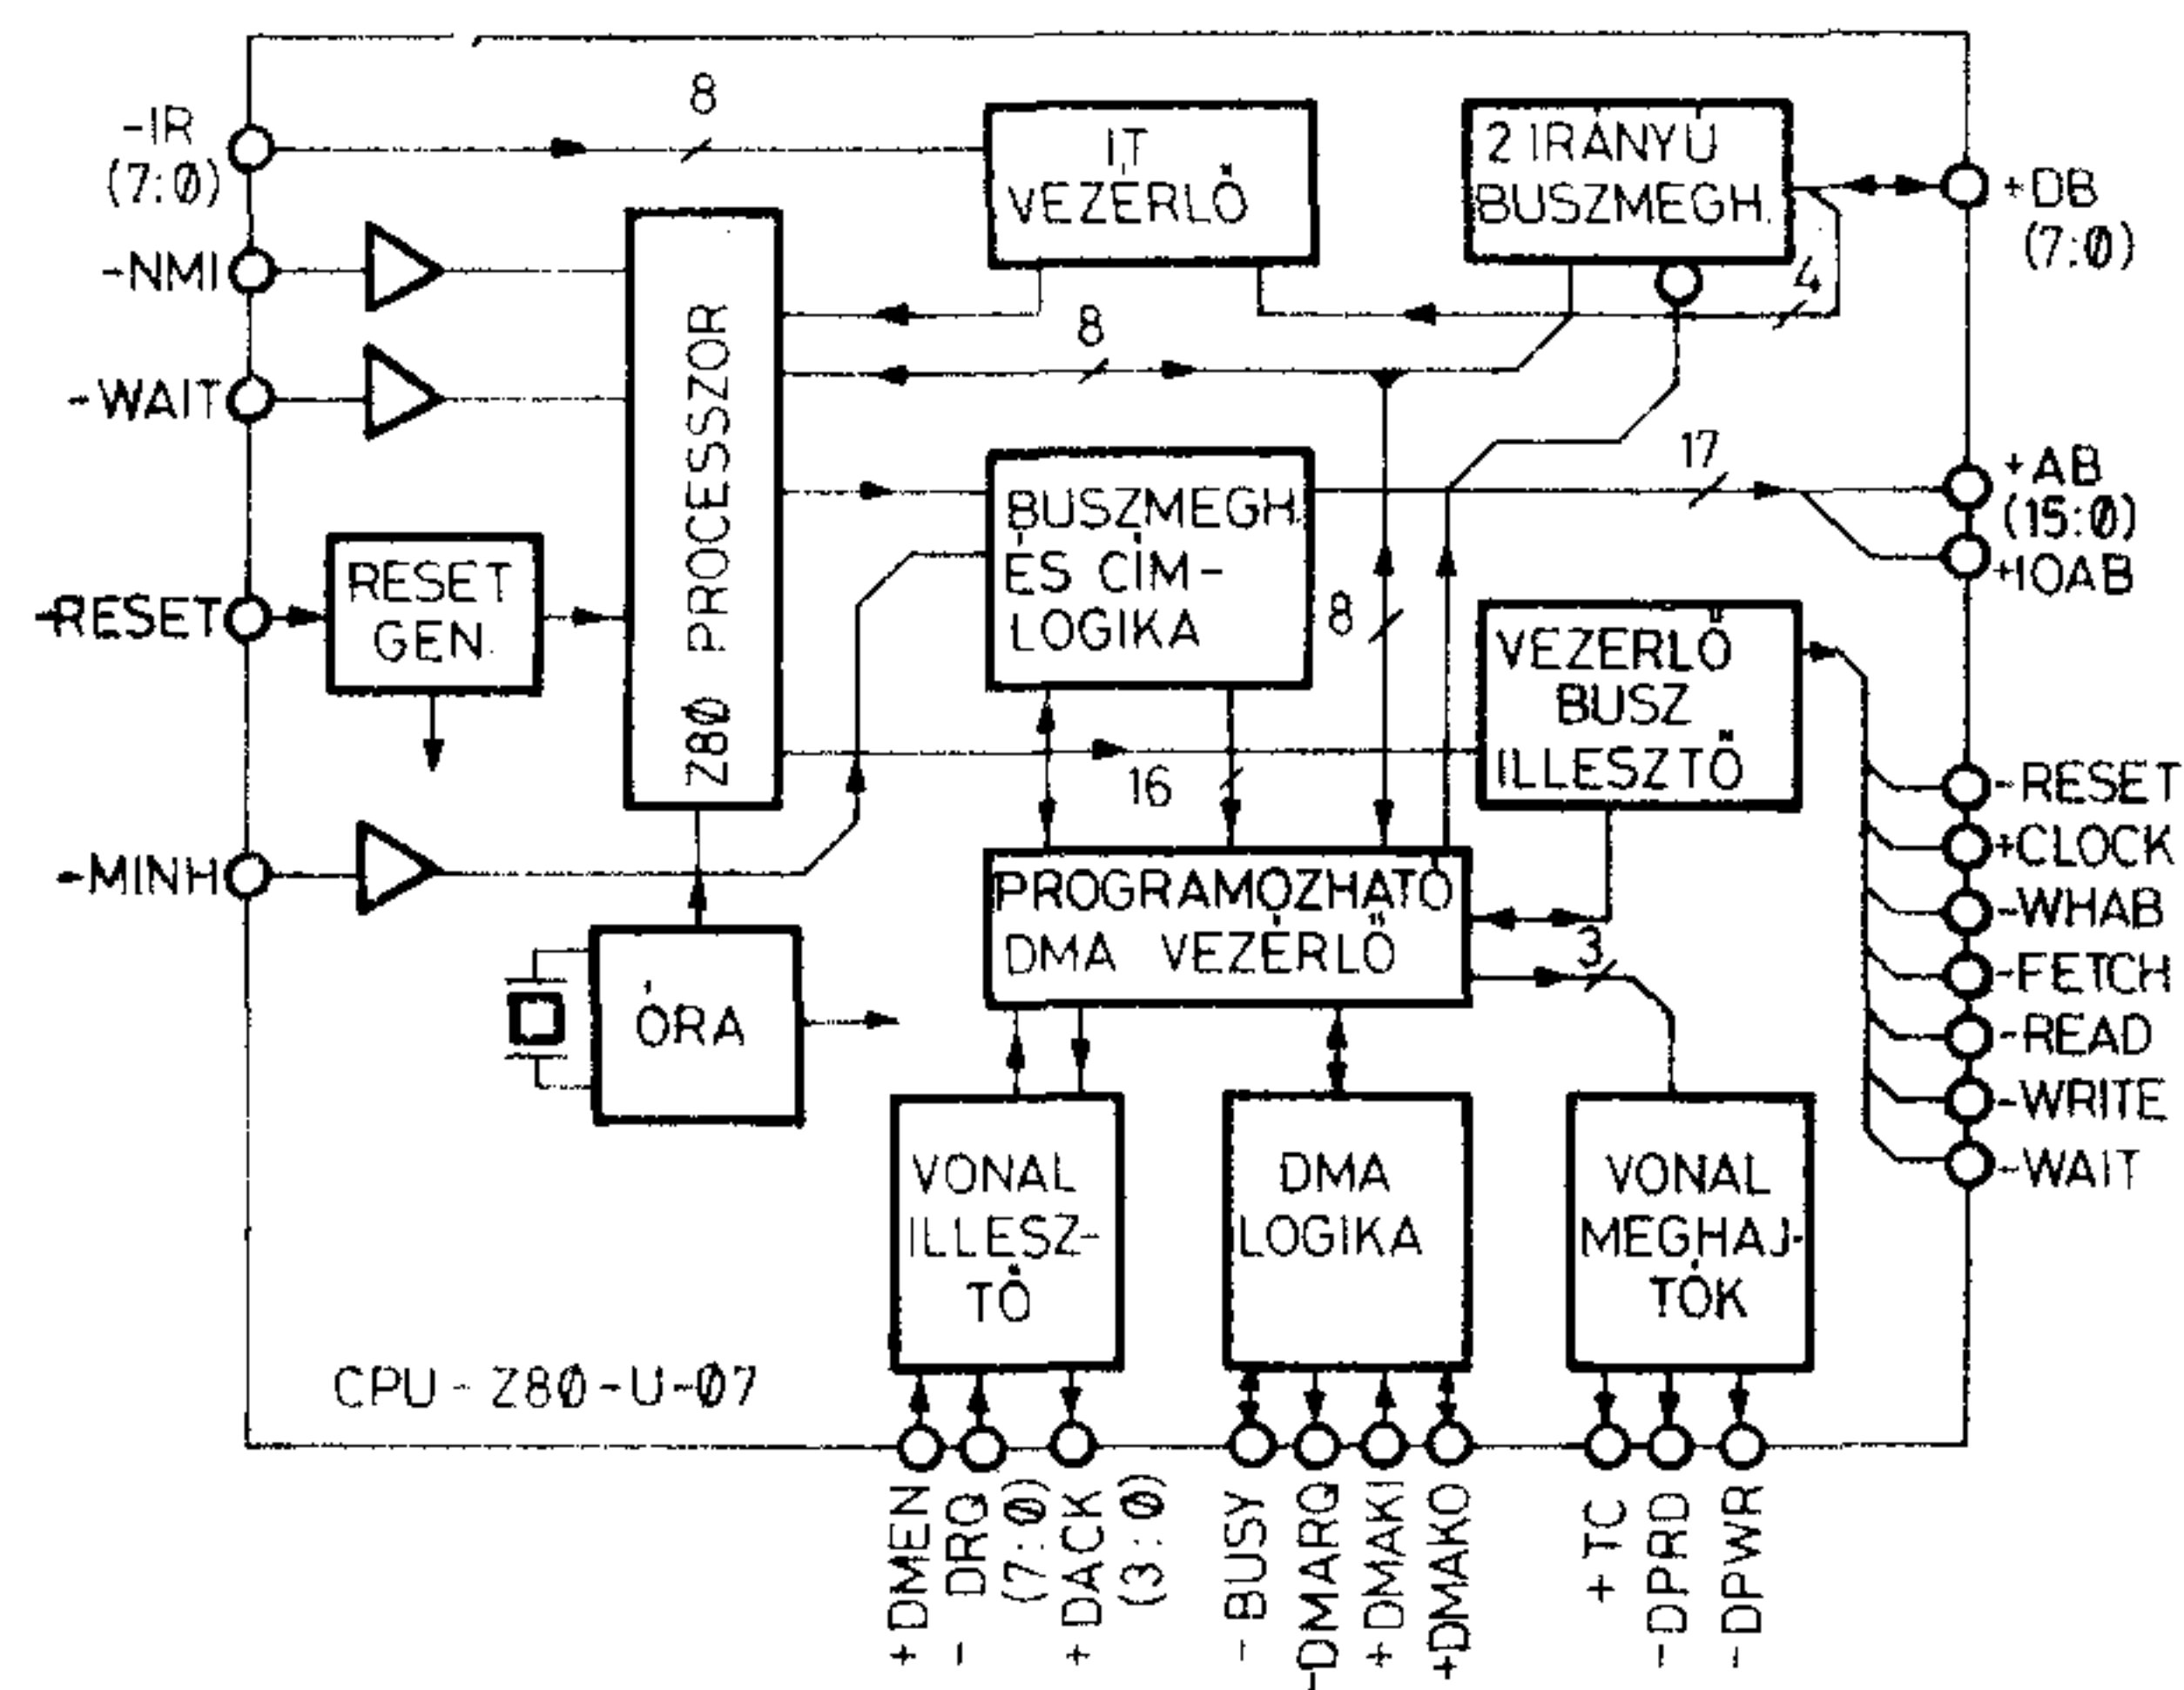 -IR
(7:0)
8
IT
VEZÉRLŐ
2 IRÁNYÚ
BUSZMEGH.
+DB
(7:0)
-NMI
4
8
-WAIT
Z80 PROCESSZOR
17
+AB
(15:0)
+IOAB
BUSZMEGH.
ÉS CÍM-
LOGIKA
8
-RESET
RESET
GEN.
VEZERLŐ
BUSZ
ILLESZTŐ
16
-RESET
+CLOCK
-WHAB
-FETCH
-READ
-WRITE
-WAIT
-MINH
PROGRAMOZHATÓ
DMA VEZÉRLŐ
3
ÓRA
VONAL
ILLESZ-
TŐ
DMA
LOGIKA
VONAL
MEGHAJ-
TÓK
CPU-Z80-U-07
+DMEN
-DRQ
(7:0)
+DACK
(3:0)
-BUSY
-DMARQ
+DMAKI
+DMAKO
+TC
-DPRD
-DPWR